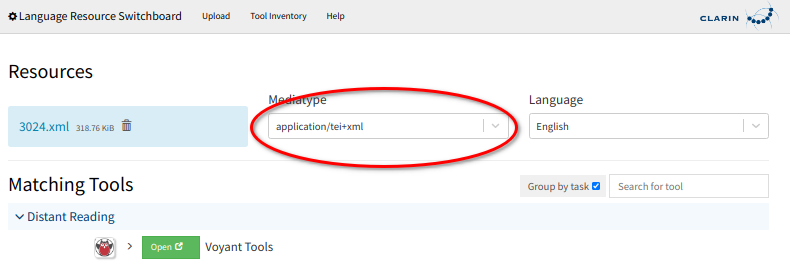 Language Resource Switchboard Upload Tool Inventory Help CLARIN
Resources
Mediatype Language
3024.xml 318.76 KiB application/tei+xml English
Matching Tools Group by task Search for tool
Distant Reading
Open Voyant Tools